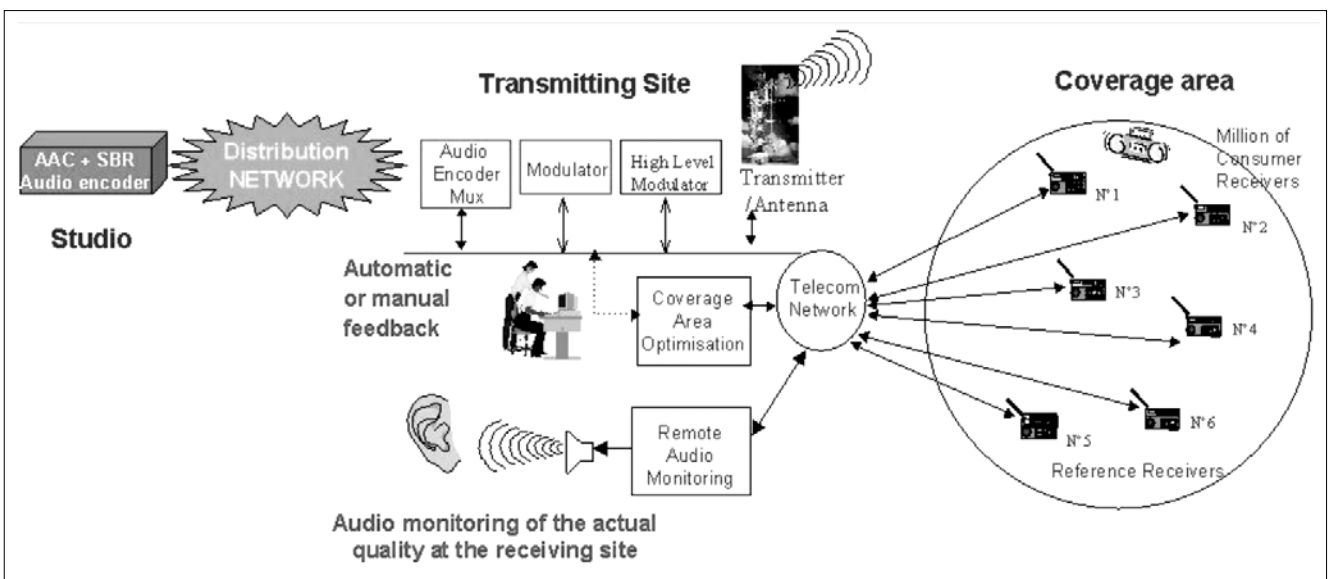 Transmitting Site
Coverage area
AAC + SBR
Audio encoder
Distribution
NETWORK
Studio
Audio
Encoder
Mux
Modulator
High Level
Modulator
Transmitter
/Antenna
Million of
Consumer
Receivers
N°1
N°2
N°3
N°4
N°5
N°6
Reference Receivers
Automatic
or manual
feedback
Coverage
Area
Optimisation
Telecom
Network
Remote
Audio
Monitoring
Audio monitoring of the actual
quality at the receiving site